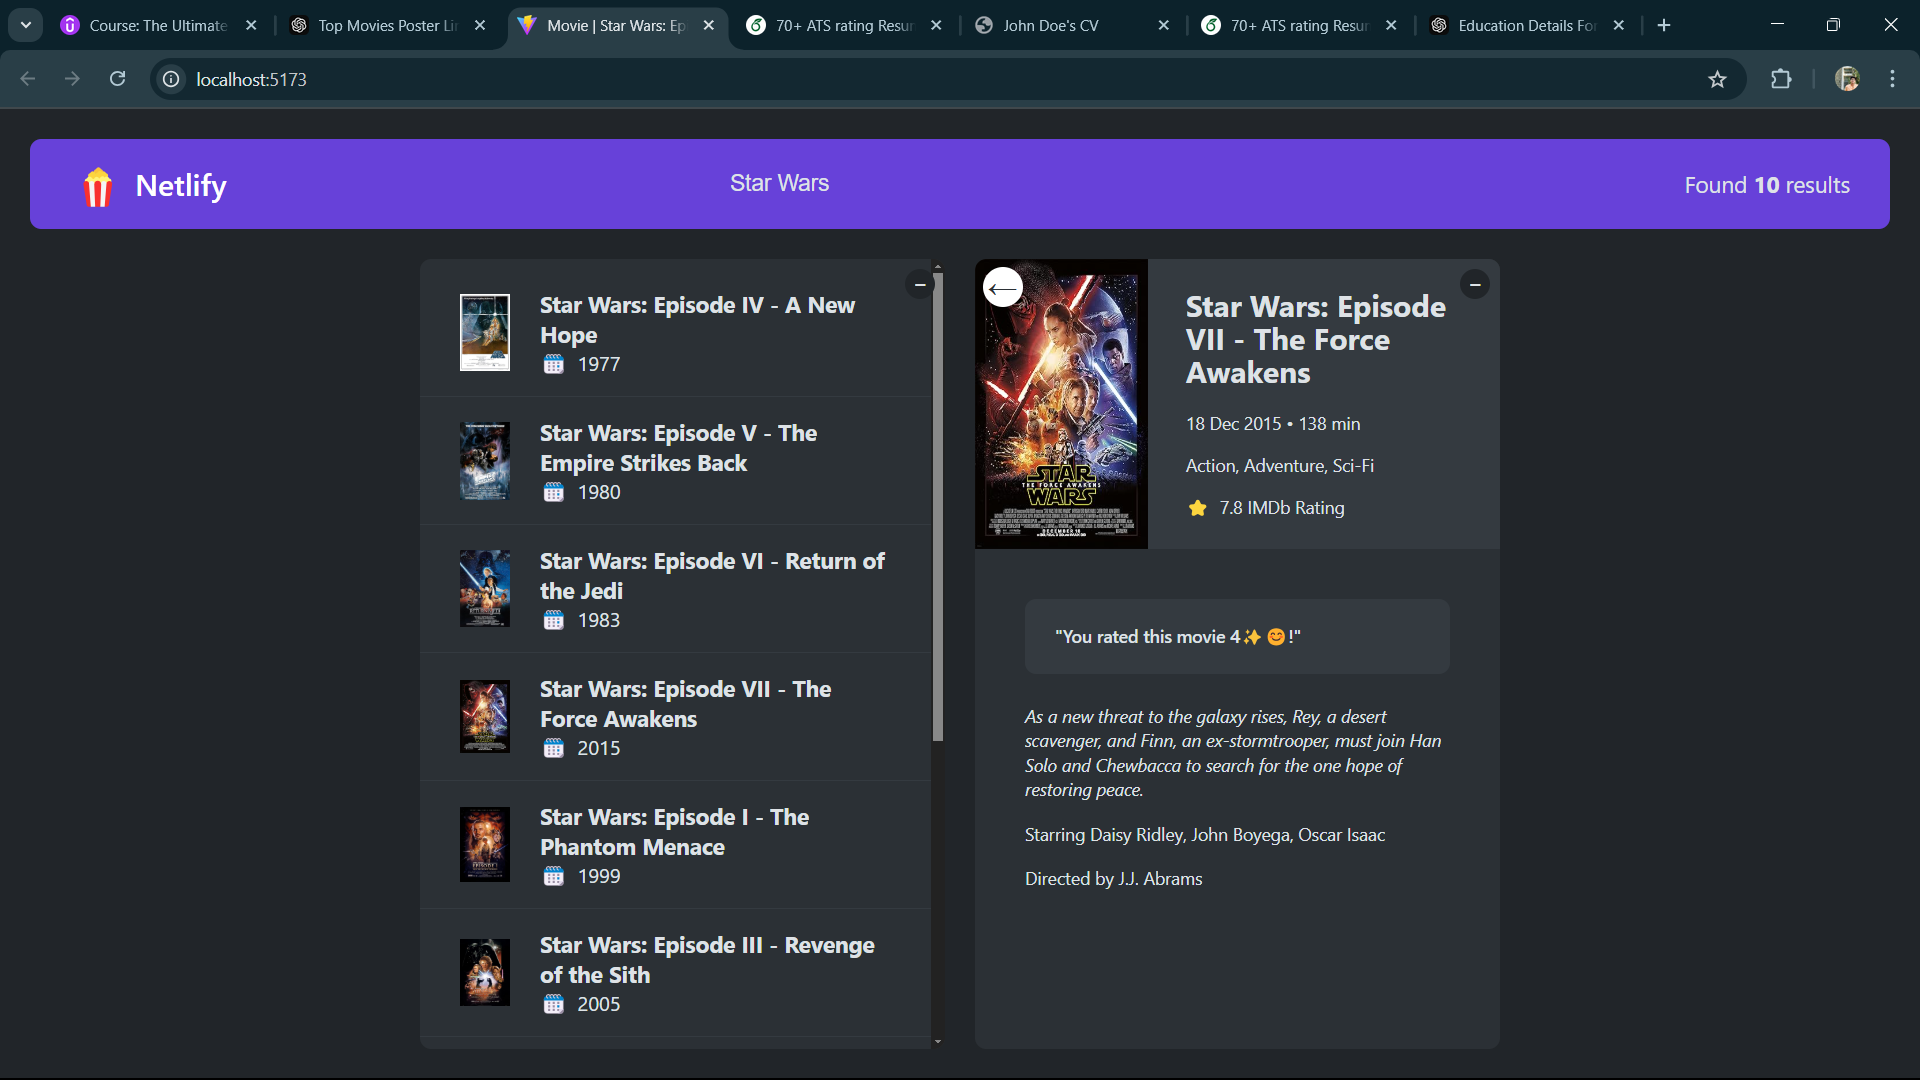 Course: The Ultimate
Top Movies Poster Lin
Movie | Star Wars: Ep
70+ ATS rating Resum
John Doe's CV
70+ ATS rating Resum
Education Details For
localhost:5173
🍿 Netlify
Star Wars
Found 10 results
Star Wars: Episode IV - A New
Hope
1977
Star Wars: Episode V - The
Empire Strikes Back
1980
Star Wars: Episode VI - Return of
the Jedi
1983
Star Wars: Episode VII - The
Force Awakens
2015
Star Wars: Episode I - The
Phantom Menace
1999
Star Wars: Episode III - Revenge
of the Sith
2005
STAR
THE FORCE AWAKENS
WARS
DECEMBER 18
Star Wars: Episode
VII - The Force
Awakens
18 Dec 2015 • 138 min
Action, Adventure, Sci-Fi
⭐ 7.8 IMDb Rating
"You rated this movie 4✨ 😊!"
As a new threat to the galaxy rises, Rey, a desert
scavenger, and Finn, an ex-stormtrooper, must join Han
Solo and Chewbacca to search for the one hope of
restoring peace.
Starring Daisy Ridley, John Boyega, Oscar Isaac
Directed by J.J. Abrams